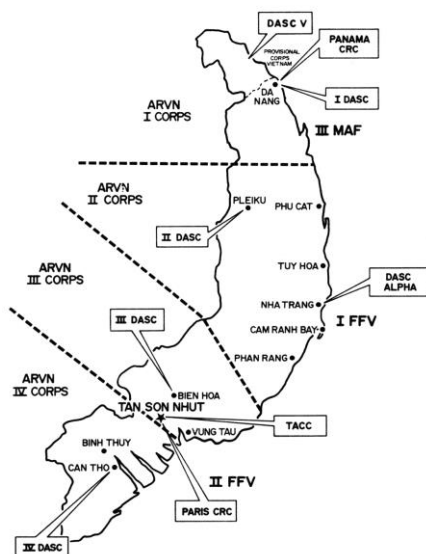 DASC V
PANAMA
CRC
PROVISIONAL
CORPS
VIETNAM
DA
NANG
I DASC
ARVN
I CORPS
III MAF
ARVN
II CORPS
PLEIKU
PHU CAT
II DASC
TUY HOA
ARVN
III CORPS
DASC
ALPHA
NHA TRANG
III DASC
CAM RANH BAY
I FFV
PHAN RANG
ARVN
IV CORPS
BIEN HOA
TAN SON NHUT
TACC
VUNG TAU
BINH THUY
CAN THO
II FFV
PARIS CRC
IV DASC